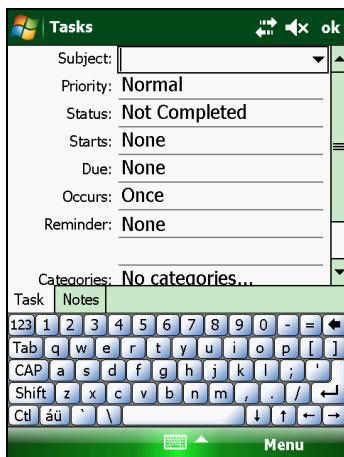 Tasks ok
Subject:
Priority: Normal
Status: Not Completed
Starts: None
Due: None
Occurs: Once
Reminder: None
Categories: No categories...
Task Notes
123 1 2 3 4 5 6 7 8 9 0 - =
Tab q w e r t y u i o p [ ]
CAP a s d f g h j k l ; '
Shift z x c v b n m , . /
Ctl áü ` \
Menu